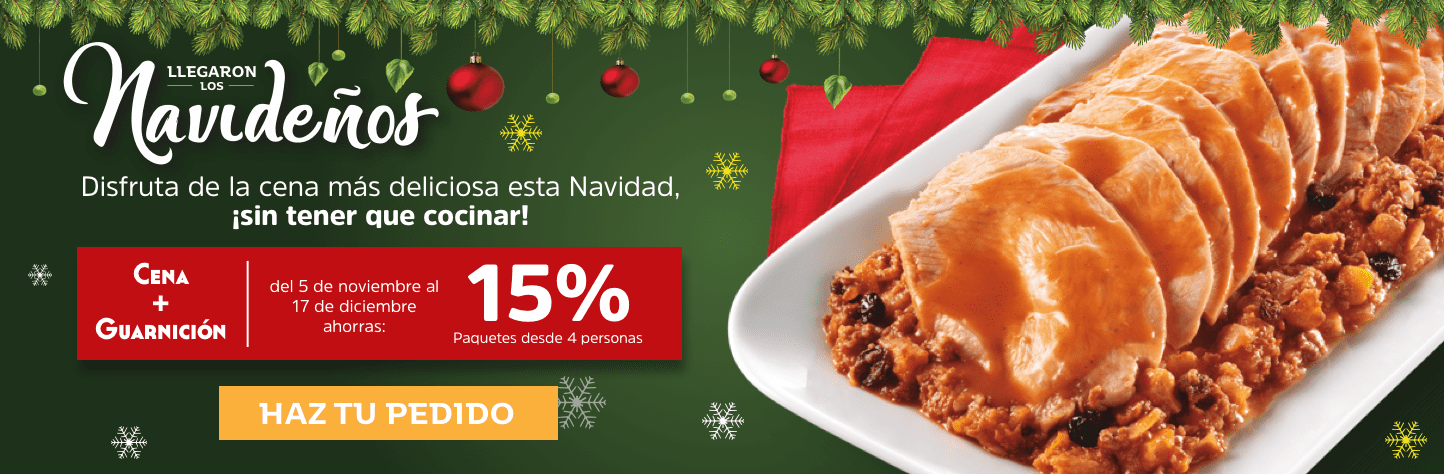 LLEGARON
LOS
Navideños
Disfruta de la cena más deliciosa esta Navidad,
¡sin tener que cocinar!
CENA
+
GUARNICIÓN
del 5 de noviembre al
17 de diciembre
ahorras:
15%
Paquetes desde 4 personas
HAZ TU PEDIDO